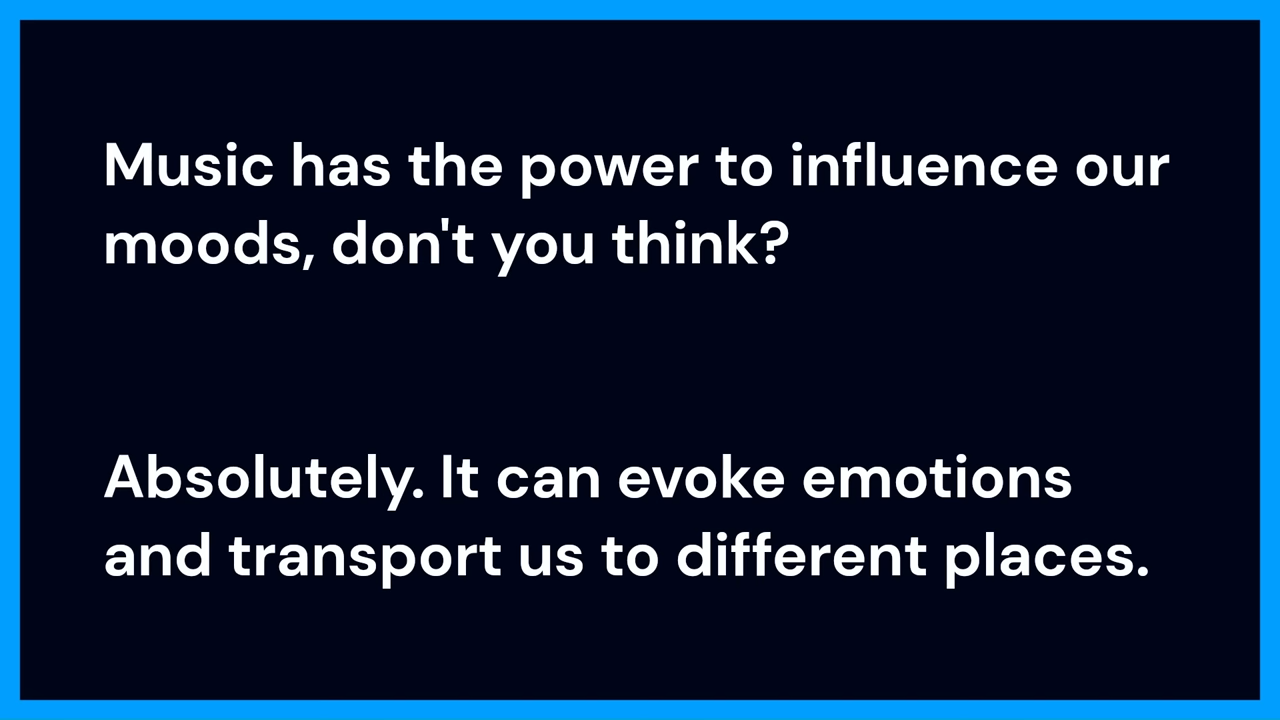 Music has the power to influence our
moods, don't you think?
Absolutely. It can evoke emotions
and transport us to different places.